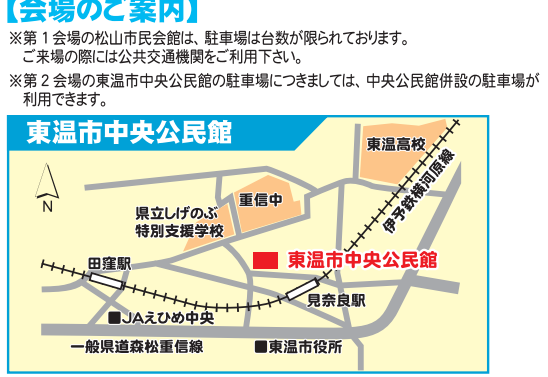 【会場のご案内】
※第1会場の松山市民会館は、駐車場は台数が限られております。
ご来場の際には公共交通機関をご利用下さい。
※第2会場の東温市中央公民館の駐車場につきましては、中央公民館併設の駐車場が
利用できます。
東温市中央公民館
東温高校
伊予鉄横河原線
N
重信中
県立しげのぶ
特別支援学校
東温市中央公民館
田窪駅
見奈良駅
■JAえひめ中央
一般県道森松重信線
■東温市役所